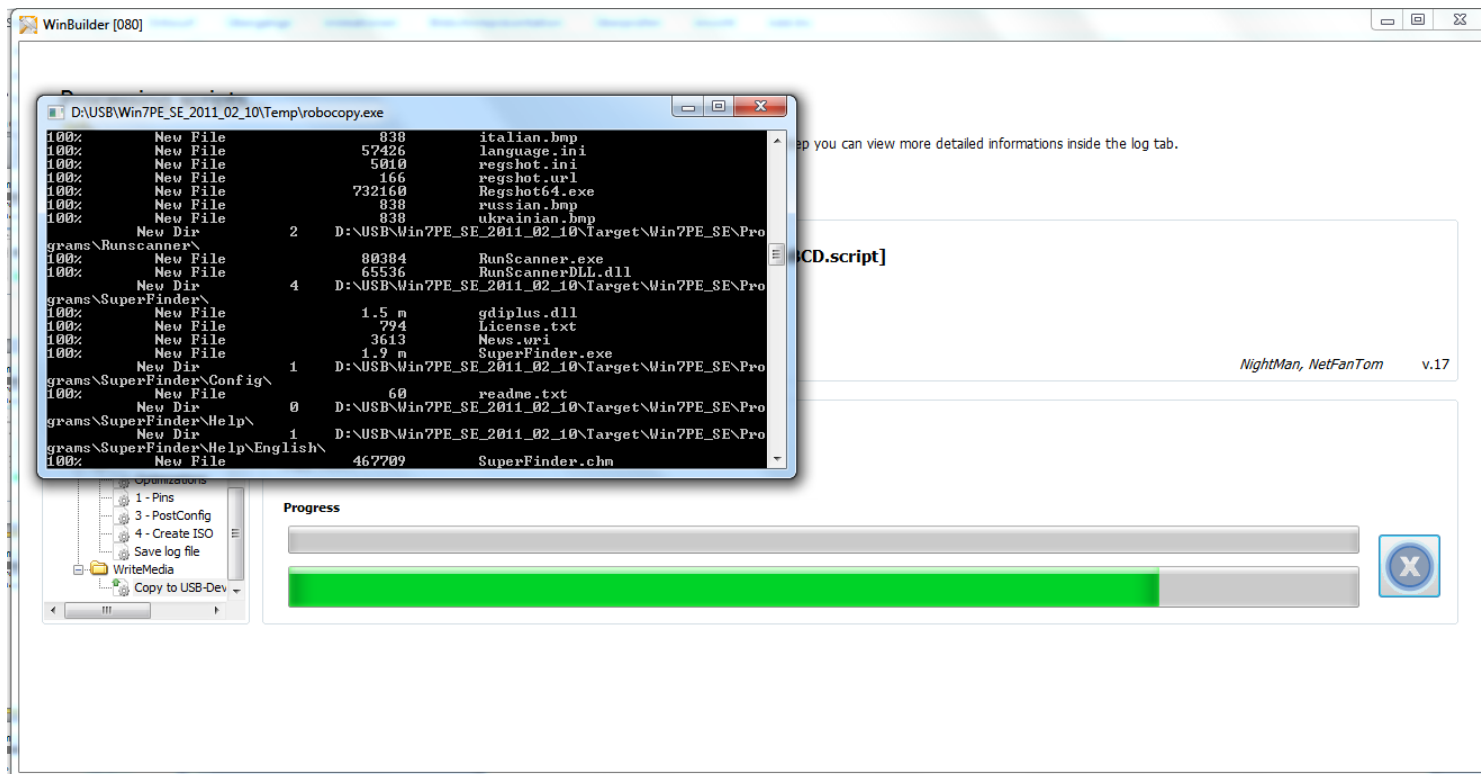 WinBuilder [080]
D:\USB\Win7PE_SE_2011_02_10\Temp\robocopy.exe
100% New File 838 italian.bmp
100% New File 57426 language.ini
100% New File 5010 regshot.ini
100% New File 166 regshot.url
100% New File 732160 Regshot64.exe
100% New File 838 russian.bmp
100% New File 838 ukrainian.bmp
New Dir 2 D:\USB\Win7PE_SE_2011_02_10\Target\Win7PE_SE\Pro
grams\Runscanner\
100% New File 80384 RunScanner.exe
100% New File 65536 RunScannerDLL.dll
New Dir 4 D:\USB\Win7PE_SE_2011_02_10\Target\Win7PE_SE\Pro
grams\SuperFinder\
100% New File 1.5 m gdiplus.dll
100% New File 794 License.txt
100% New File 3613 News.wri
100% New File 1.9 m SuperFinder.exe
New Dir 1 D:\USB\Win7PE_SE_2011_02_10\Target\Win7PE_SE\Pro
grams\SuperFinder\Config\
100% New File 60 readme.txt
New Dir 0 D:\USB\Win7PE_SE_2011_02_10\Target\Win7PE_SE\Pro
grams\SuperFinder\Help\
New Dir 1 D:\USB\Win7PE_SE_2011_02_10\Target\Win7PE_SE\Pro
grams\SuperFinder\Help\English\
100% New File 467709 SuperFinder.chm
ep you can view more detailed informations inside the log tab.
CD.script]
NightMan, NetFanTom v.17
Optimizations
1 - Pins
3 - PostConfig
4 - Create ISO
Save log file
WriteMedia
Copy to USB-Dev
Progress